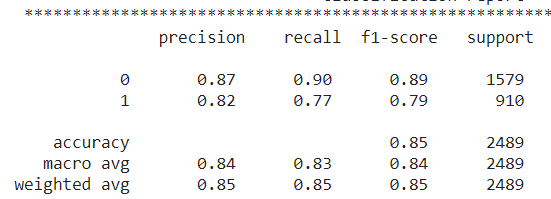 *******************************************************
precision recall f1-score support
0 0.87 0.90 0.89 1579
1 0.82 0.77 0.79 910
accuracy 0.85 2489
macro avg 0.84 0.83 0.84 2489
weighted avg 0.85 0.85 0.85 2489